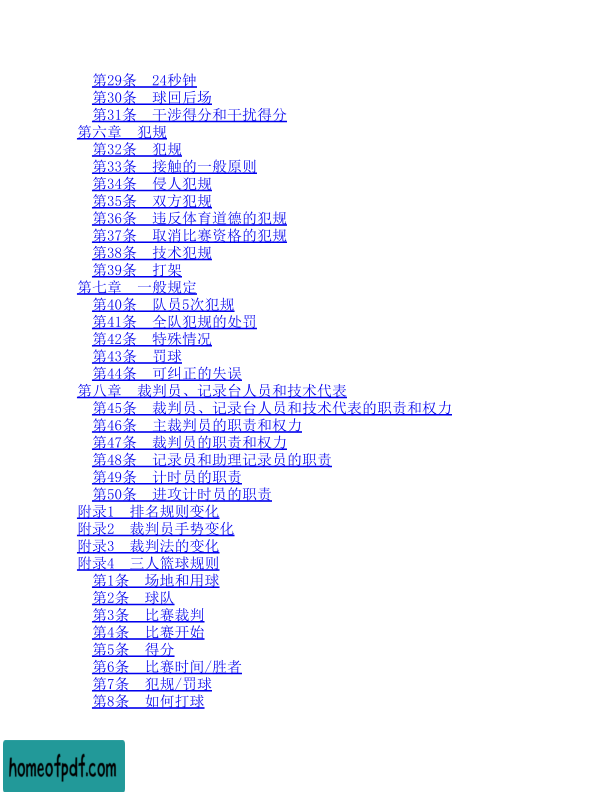 第29条　24秒钟
第30条　球回后场
第31条　干涉得分和干扰得分
第六章　犯规
第32条　犯规
第33条　接触的一般原则
第34条　侵人犯规
第35条　双方犯规
第36条　违反体育道德的犯规
第37条　取消比赛资格的犯规
第38条　技术犯规
第39条　打架
第七章　一般规定
第40条　队员5次犯规
第41条　全队犯规的处罚
第42条　特殊情况
第43条　罚球
第44条　可纠正的失误
第八章　裁判员、记录台人员和技术代表
第45条　裁判员、记录台人员和技术代表的职责和权力
第46条　主裁判员的职责和权力
第47条　裁判员的职责和权力
第48条　记录员和助理记录员的职责
第49条　计时员的职责
第50条　进攻计时员的职责
附录1　排名规则变化
附录2　裁判员手势变化
附录3　裁判法的变化
附录4　三人篮球规则
第1条　场地和用球
第2条　球队
第3条　比赛裁判
第4条　比赛开始
第5条　得分
第6条　比赛时间/胜者
第7条　犯规/罚球
第8条　如何打球
homeofpdf.com